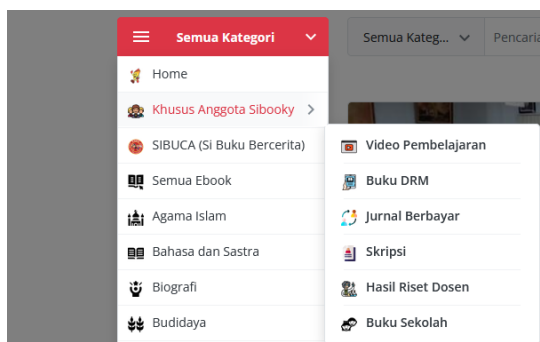 Semua Kategori
Semua Kateg...
Pencaria
Home
Khusus Anggota Sibooky
SIBUCA (Si Buku Bercerita)
Semua Ebook
Agama Islam
Bahasa dan Sastra
Biografi
Budidaya
Video Pembelajaran
Buku DRM
Jurnal Berbayar
Skripsi
Hasil Riset Dosen
Buku Sekolah